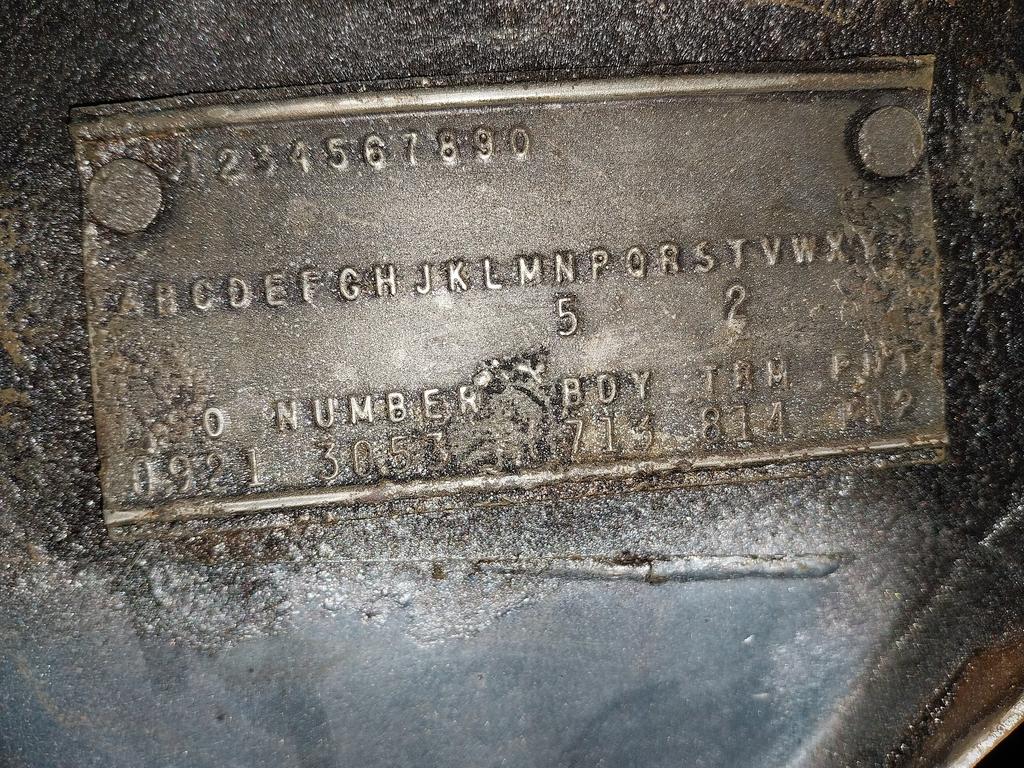 1234567890
ABCDEFGHJKLMNPQRSTVWXY
5 2
O NUMBER BDY TRM PNT
0921 3053 713 814